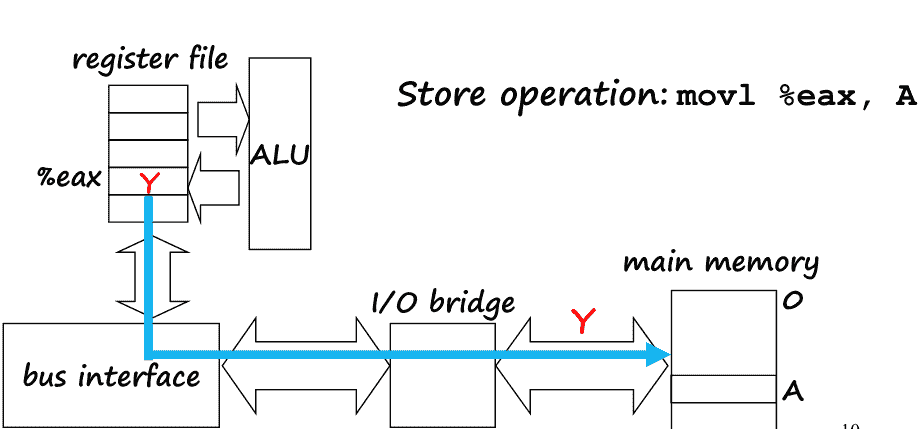 register file
Store operation: movl %eax, A
ALU
%eax
Y
main memory
I/O bridge
0
Y
bus interface
A